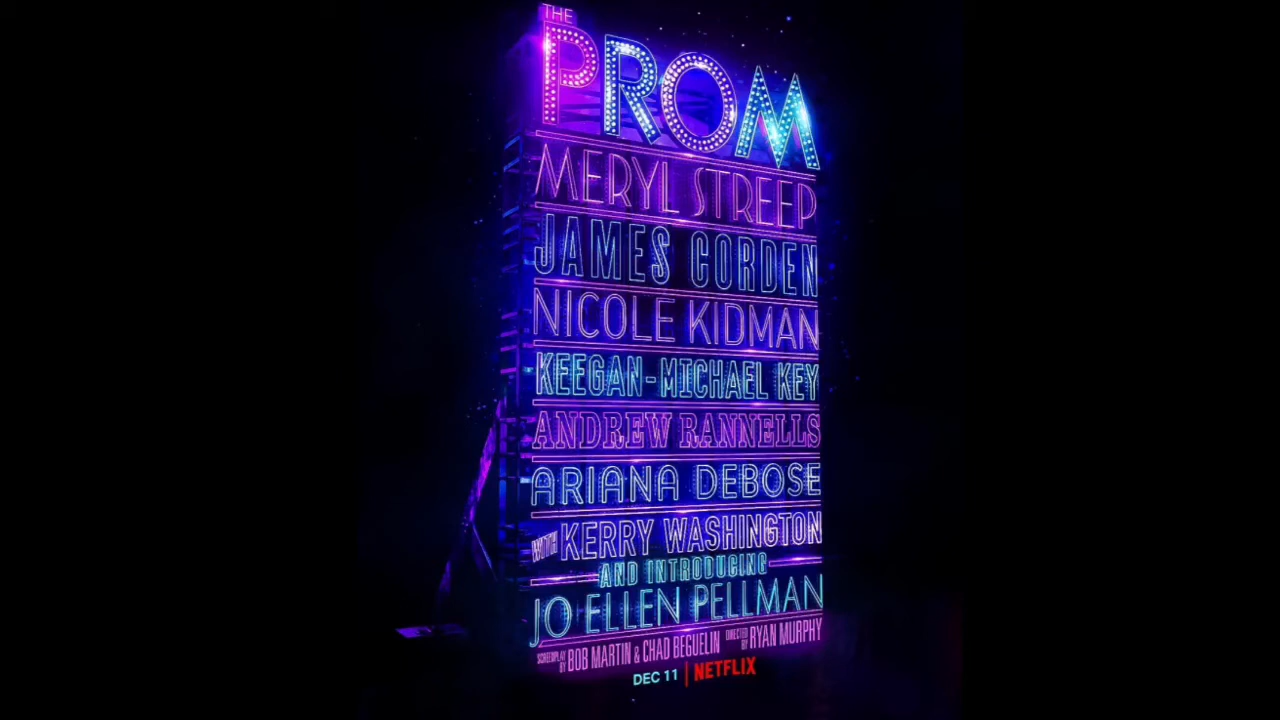 THE
PROM
MERYL STREEP
JAMES CORDEN
NICOLE KIDMAN
KEEGAN-MICHAEL KEY
ANDREW RANNELLS
ARIANA DEBOSE
WITH KERRY WASHINGTON
AND INTRODUCING
JO ELLEN PELLMAN
SCREENPLAY BY BOB MARTIN & CHAD BEGUELIN DIRECTED BY RYAN MURPHY
DEC 11 | NETFLIX